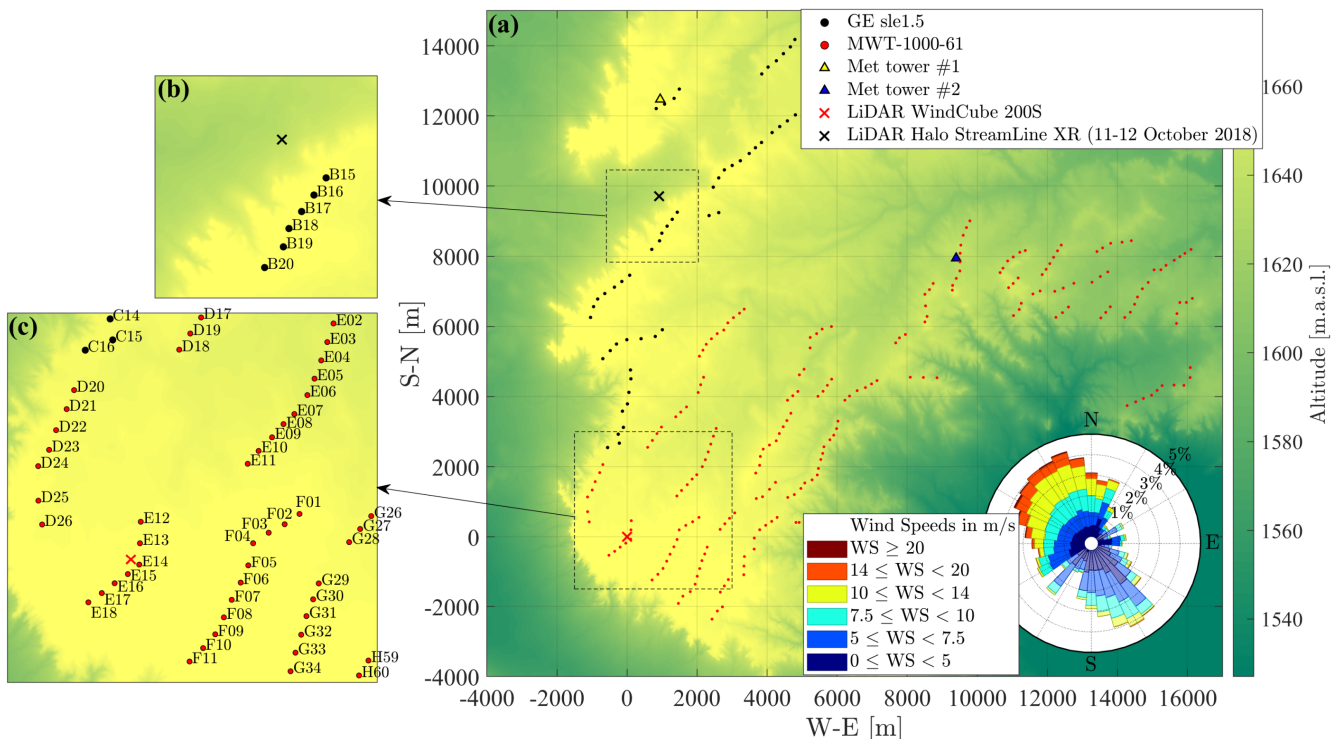 (a)
GE sle1.5
MWT-1000-61
Met tower #1
Met tower #2
LiDAR WindCube 200S
LiDAR Halo StreamLine XR (11-12 October 2018)
14000
12000
10000
8000
6000
4000
2000
0
-2000
-4000
S-N [m]
-4000 -2000 0 2000 4000 6000 8000 10000 12000 14000 16000
W-E [m]
1660
1640
1620
1600
1580
1560
1540
Altitude [m.a.s.l.]
N
E
S
5%
4%
3%
2%
1%
Wind Speeds in m/s
WS ≥ 20
14 ≤ WS < 20
10 ≤ WS < 14
7.5 ≤ WS < 10
5 ≤ WS < 7.5
0 ≤ WS < 5
(b)
B15
B16
B17
B18
B19
B20
(c)
C14
C15
C16
D17
D19
D18
D20
D21
D22
D23
D24
D25
D26
E02
E03
E04
E05
E06
E07
E08
E09
E10
E11
E12
E13
E14
E15
E16
E17
E18
F01
F02
F03
F04
F05
F06
F07
F08
F09
F10
F11
G26
G27
G28
G29
G30
G31
G32
G33
G34
H59
H60